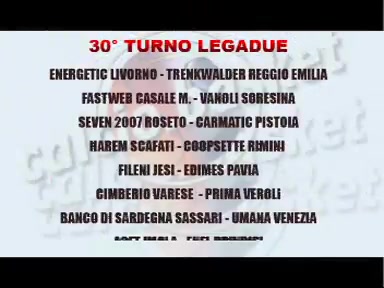 30° TURNO LEGADUE
ENERGETIC LIVORNO - TRENKWALDER REGGIO EMILIA
FASTWEB CASALE M. - VANOLI SORESINA
SEVEN 2007 ROSETO - CARMATIC PISTOIA
HAREM SCAFATI - COOPSETTE RIMINI
FILENI JESI - EDIMES PAVIA
CIMBERIO VARESE - PRIMA VEROLI
BANCO DI SARDEGNA SASSARI - UMANA VENEZIA